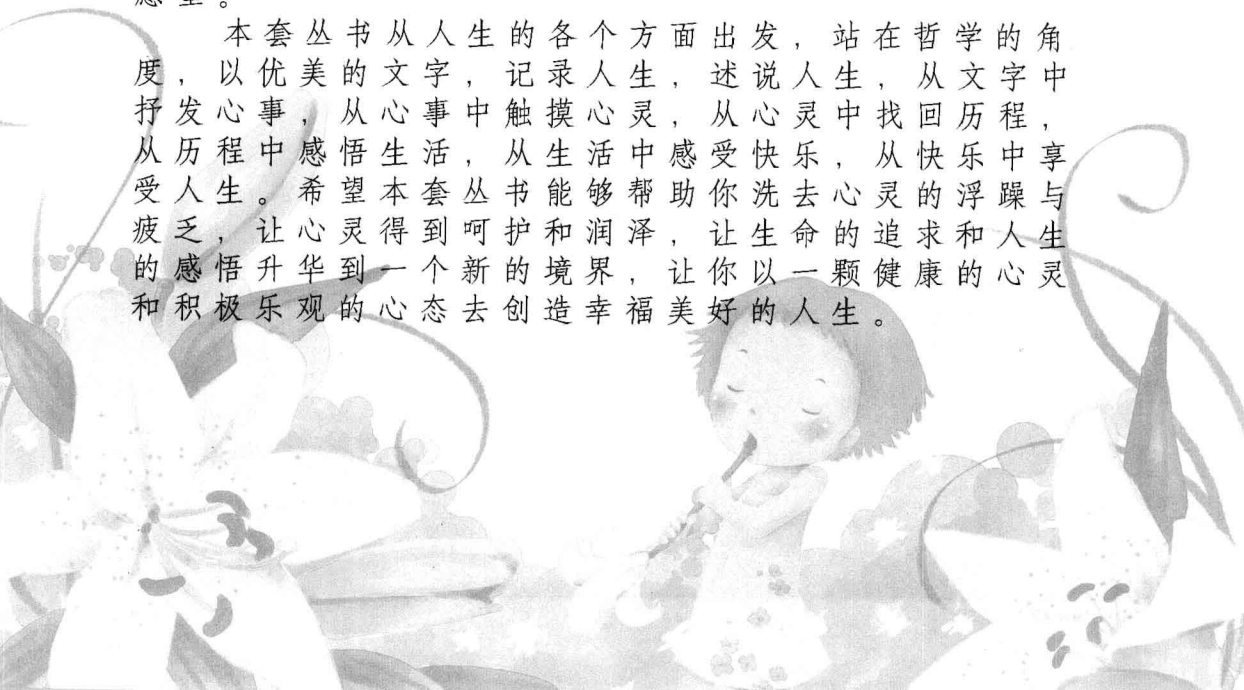 本套丛书从人生的各个方面出发，站在哲学的角
度，以优美的文字，记录人生，述说人生，从文字中
抒发心事，从心事中触摸心灵，从心灵中找回历程，
从历程中感悟生活，从生活中感受快乐，从快乐中享
受人生。希望本套丛书能够帮助你洗去心灵的浮躁与
疲乏，让心灵得到呵护和润泽，让生命的追求和人生
的感悟升华到一个新的境界，让你以一颗健康的心灵
和积极乐观的心态去创造幸福美好的人生。